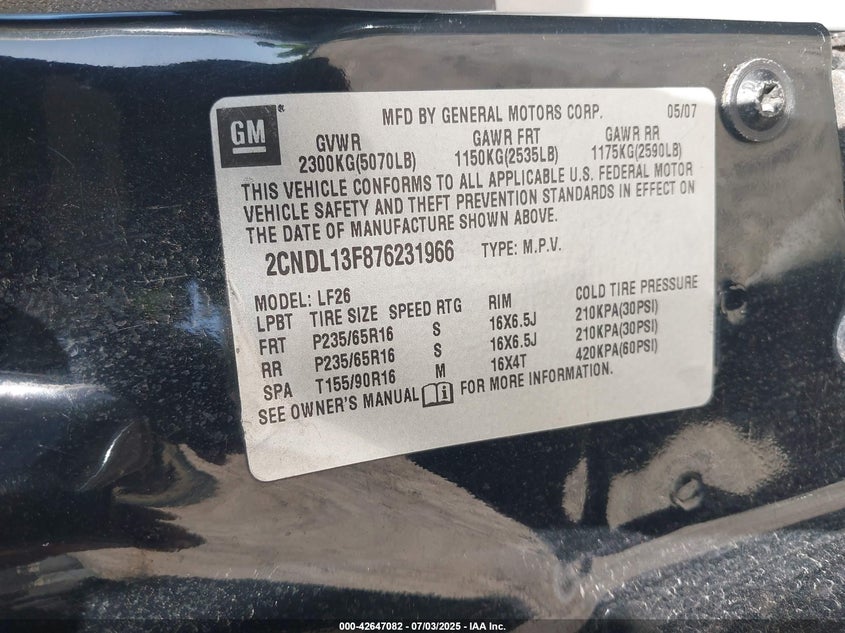 GM
MFD BY GENERAL MOTORS CORP. 05/07
GVWR GAWR FRT GAWR RR
2300KG(5070LB) 1150KG(2535LB) 1175KG(2590LB)
THIS VEHICLE CONFORMS TO ALL APPLICABLE U.S. FEDERAL MOTOR
VEHICLE SAFETY AND THEFT PREVENTION STANDARDS IN EFFECT ON
THE DATE OF MANUFACTURE SHOWN ABOVE.
2CNDL13F876231966 TYPE: M.P.V.
MODEL: LF26
LPBT TIRE SIZE SPEED RTG RIM COLD TIRE PRESSURE
FRT P235/65R16 S 16X6.5J 210KPA(30PSI)
RR P235/65R16 S 16X6.5J 210KPA(30PSI)
SPA T155/90R16 M 16X4T 420KPA(60PSI)
SEE OWNER'S MANUAL FOR MORE INFORMATION.
000-42647082 - 07/03/2025 - IAA Inc.